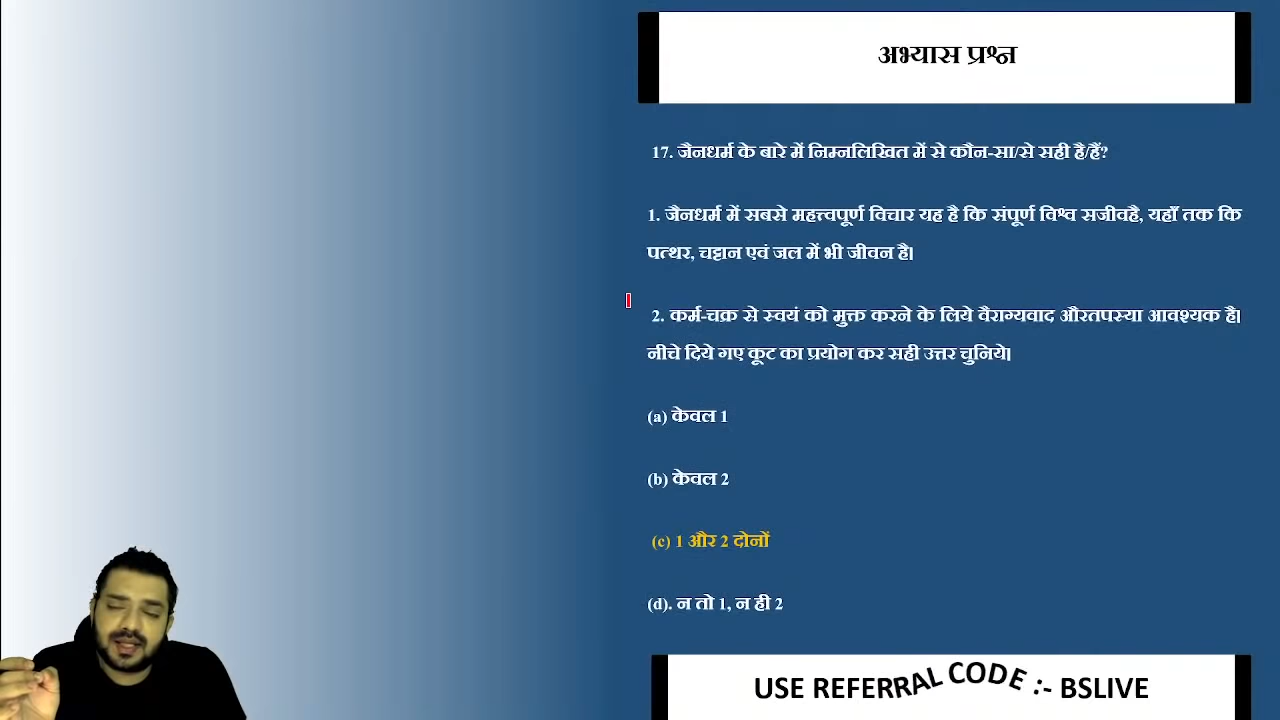 अभ्यास प्रश्न
17. जैनधर्म के बारे में निम्नलिखित में से कौन-सा/से सही है/हैं?
1. जैनधर्म में सबसे महत्त्वपूर्ण विचार यह है कि संपूर्ण विश्व सजीवहै, यहाँ तक कि
पत्थर, चट्टान एवं जल में भी जीवन है।
2. कर्म-चक्र से स्वयं को मुक्त करने के लिये वैराग्यवाद औरतपस्या आवश्यक है।
नीचे दिये गए कूट का प्रयोग कर सही उत्तर चुनिये।
(a) केवल 1
(b) केवल 2
(c) 1 और 2 दोनों
(d). न तो 1, न ही 2
USE REFERRAL CODE :- BSLIVE